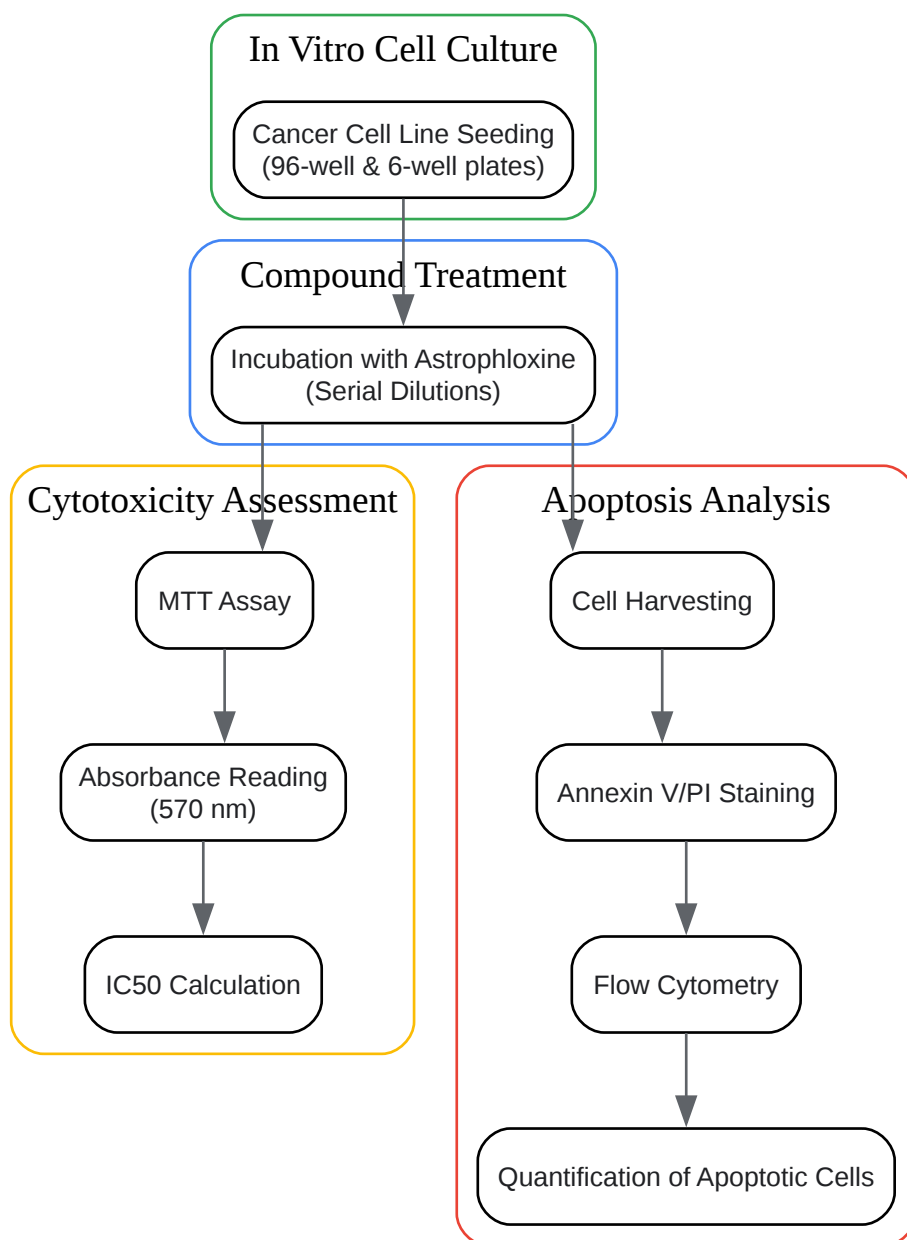 In Vitro Cell Culture
Cancer Cell Line Seeding
(96-well & 6-well plates)
Compound Treatment
Incubation with Astrophloxine
(Serial Dilutions)
Cytotoxicity Assessment
MTT Assay
Absorbance Reading
(570 nm)
IC50 Calculation
Apoptosis Analysis
Cell Harvesting
Annexin V/PI Staining
Flow Cytometry
Quantification of Apoptotic Cells